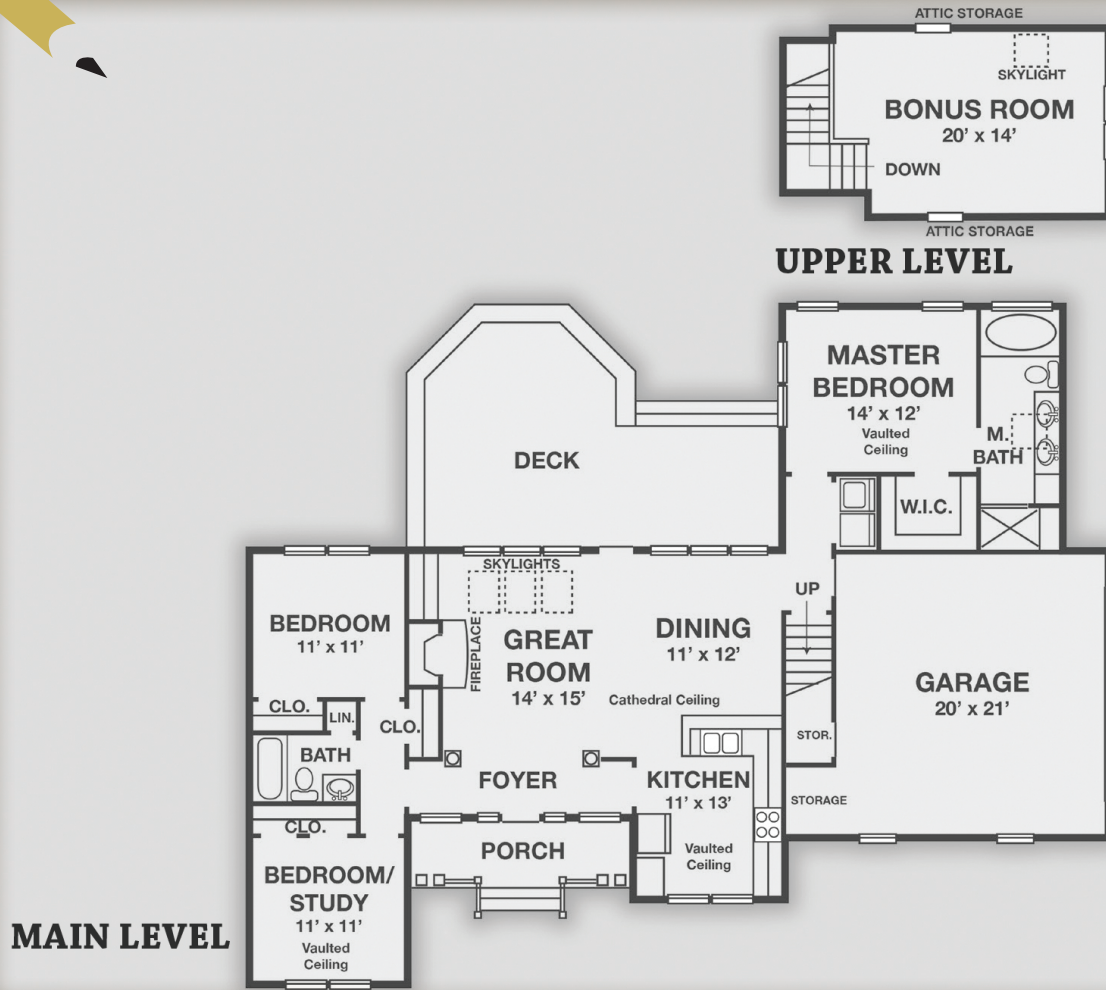 ATTIC STORAGE
SKYLIGHT
BONUS ROOM
20’ x 14’
DOWN
ATTIC STORAGE
UPPER LEVEL
MASTER
BEDROOM
14’ x 12’
Vaulted
Ceiling
M.
BATH
W.I.C.
DECK
SKYLIGHTS
UP
BEDROOM
11’ x 11’
FIREPLACE
GREAT
ROOM
14’ x 15’
DINING
11’ x 12’
Cathedral Ceiling
GARAGE
20’ x 21’
CLO.
LIN.
CLO.
STOR.
BATH
FOYER
KITCHEN
11’ x 13’
STORAGE
CLO.
PORCH
Vaulted
Ceiling
BEDROOM/
STUDY
11’ x 11’
Vaulted
Ceiling
MAIN LEVEL